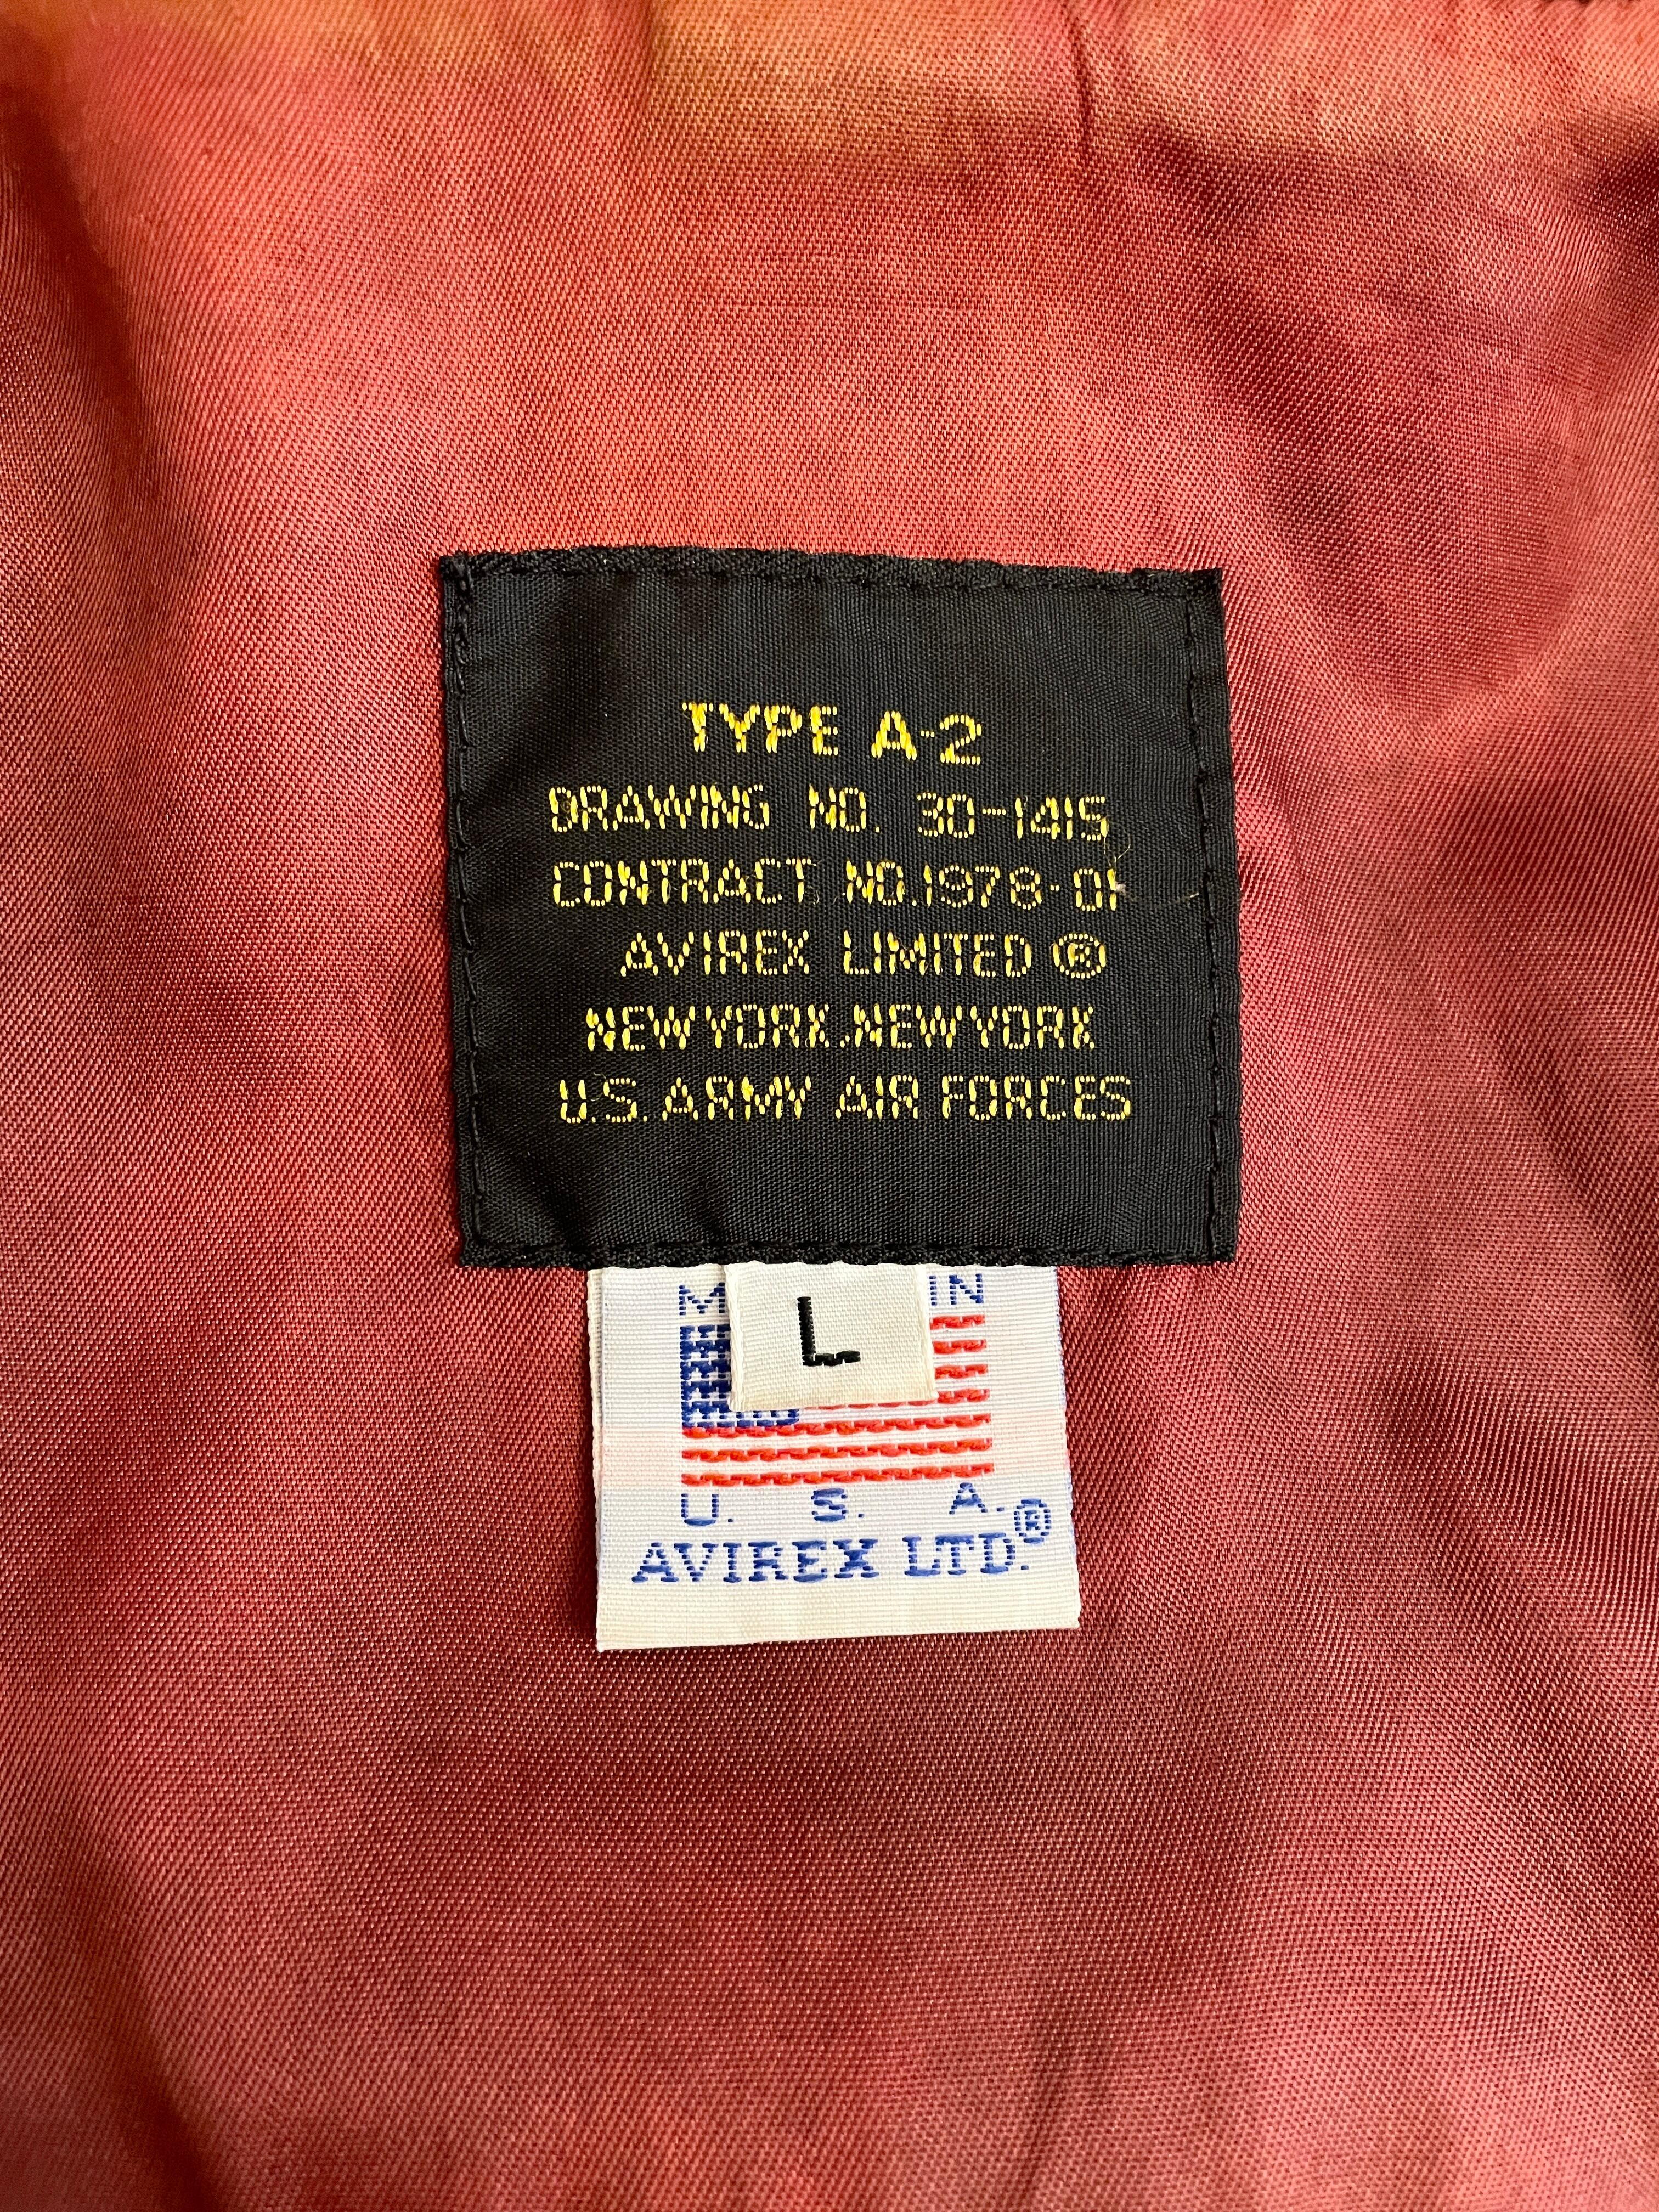 TYPE A-2
DRAWING NO. 30-1415
CONTRACT NO.1978-01
AVIREX LIMITED ®
NEW YORK, NEW YORK
U.S. ARMY AIR FORCES
L
IN
U. S. A.
AVIREX LTD.®